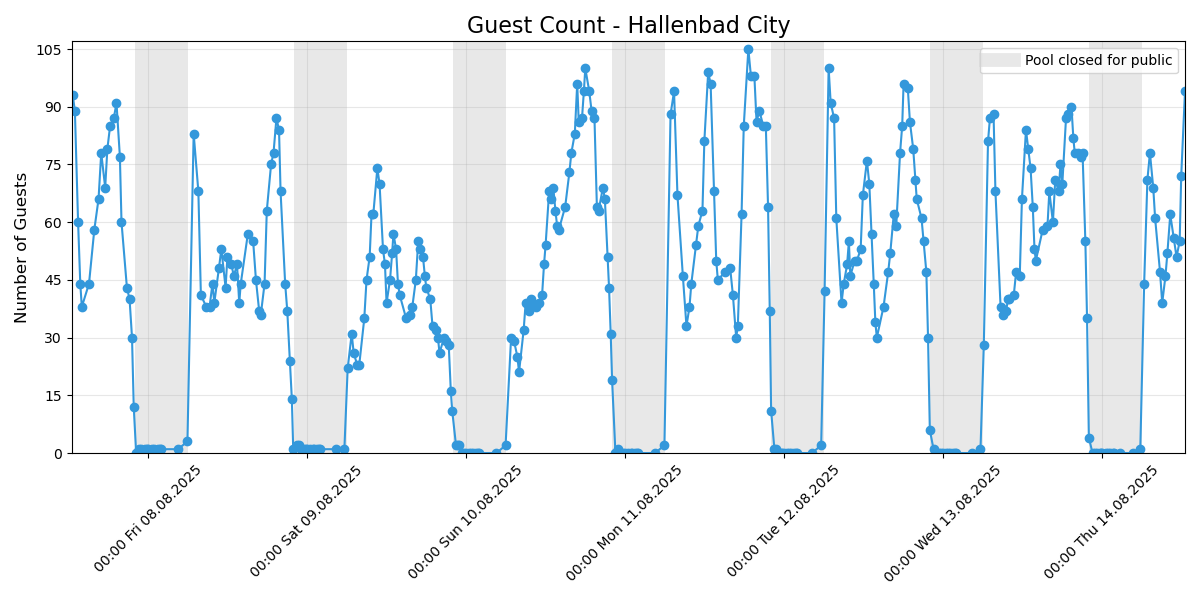 Guest Count - Hallenbad City
Number of Guests
105
90
75
60
45
30
15
0
Pool closed for public
00:00 Fri 08.08.2025
00:00 Sat 09.08.2025
00:00 Sun 10.08.2025
00:00 Mon 11.08.2025
00:00 Tue 12.08.2025
00:00 Wed 13.08.2025
00:00 Thu 14.08.2025